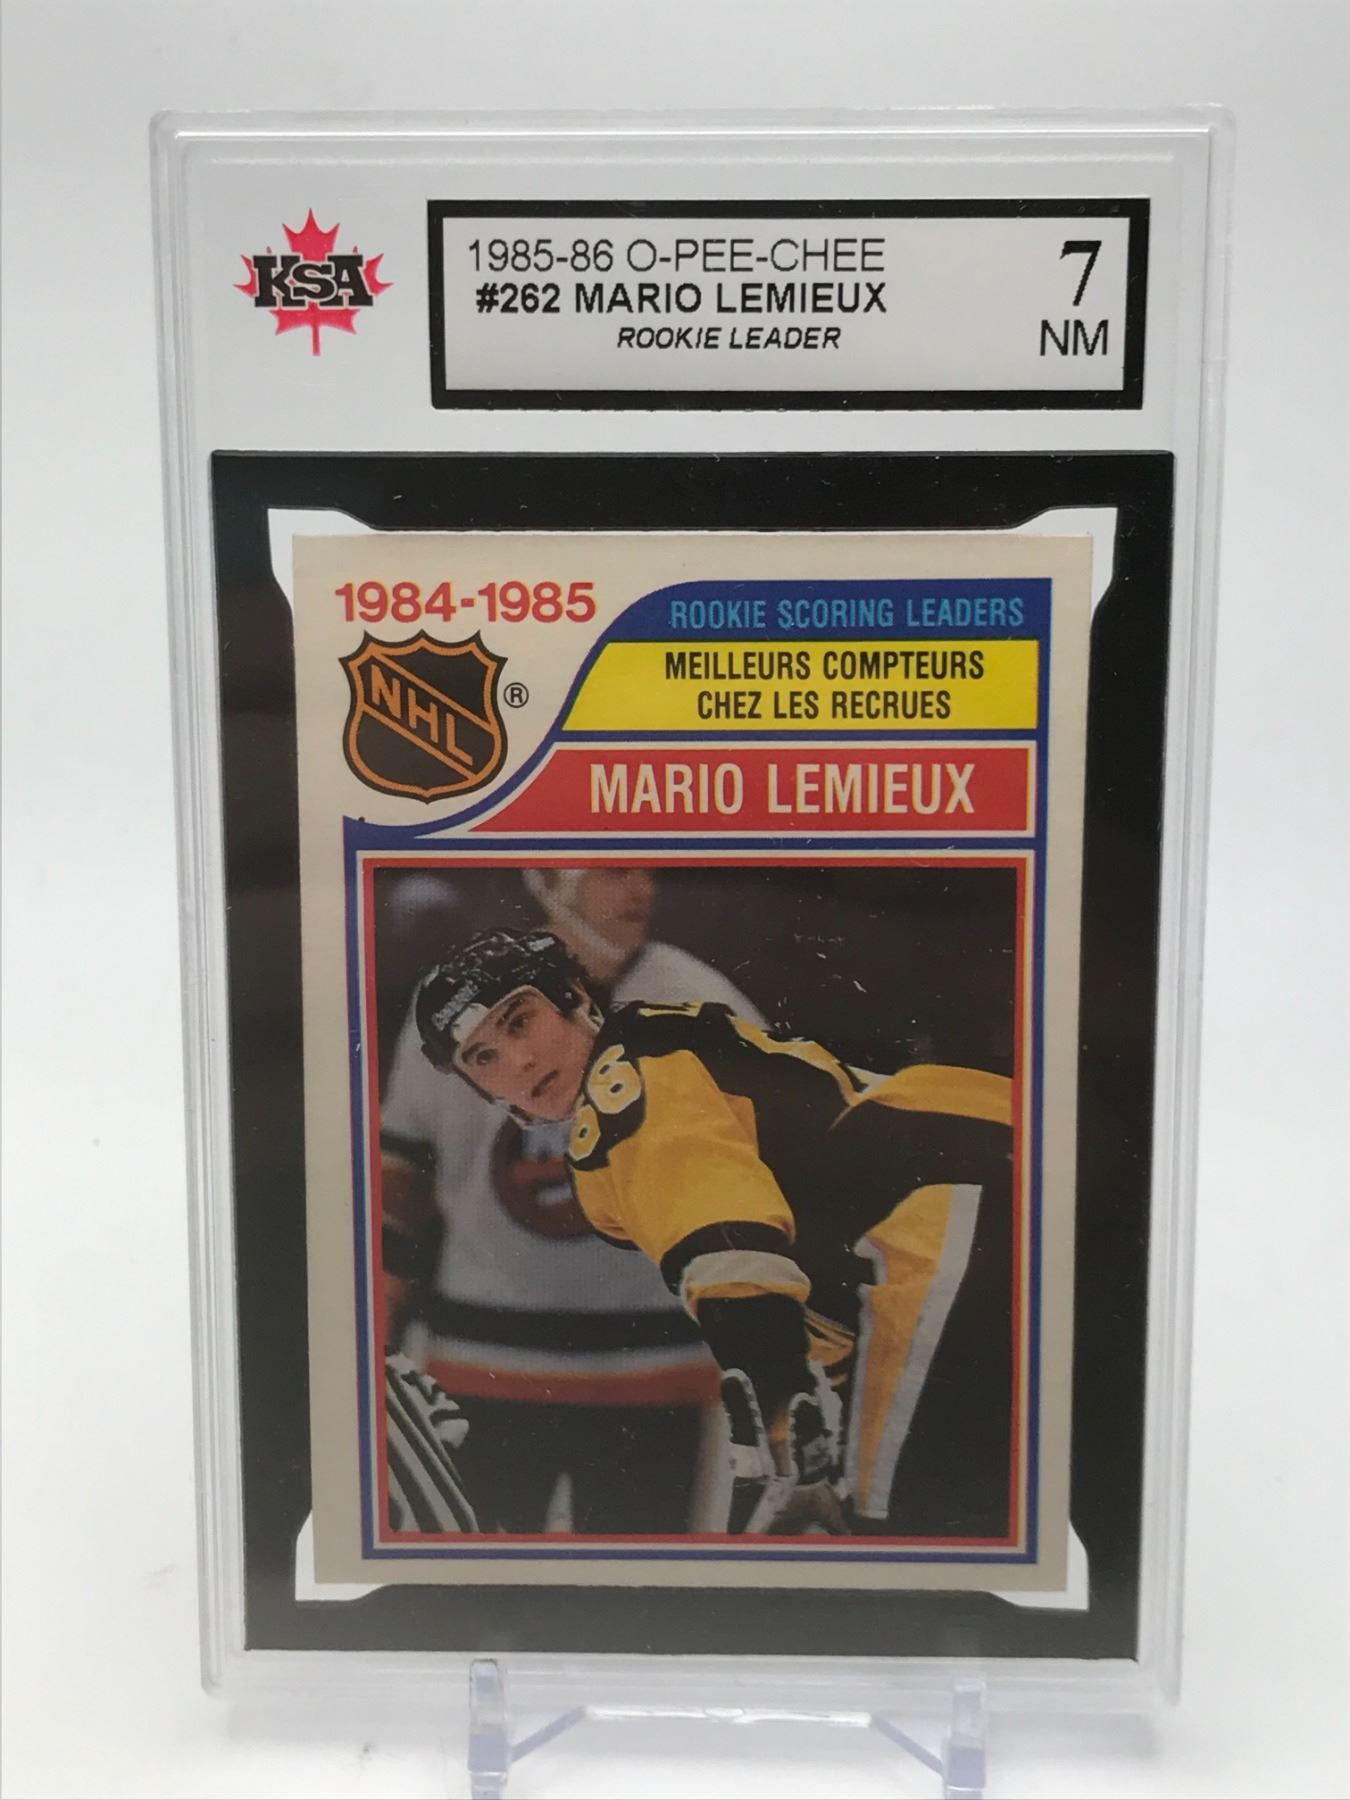 KSA
1985-86 O-PEE-CHEE
#262 MARIO LEMIEUX
ROOKIE LEADER
7
NM
1984-1985
NHL
®
ROOKIE SCORING LEADERS
MEILLEURS COMPTEURS
CHEZ LES RECRUES
MARIO LEMIEUX
66